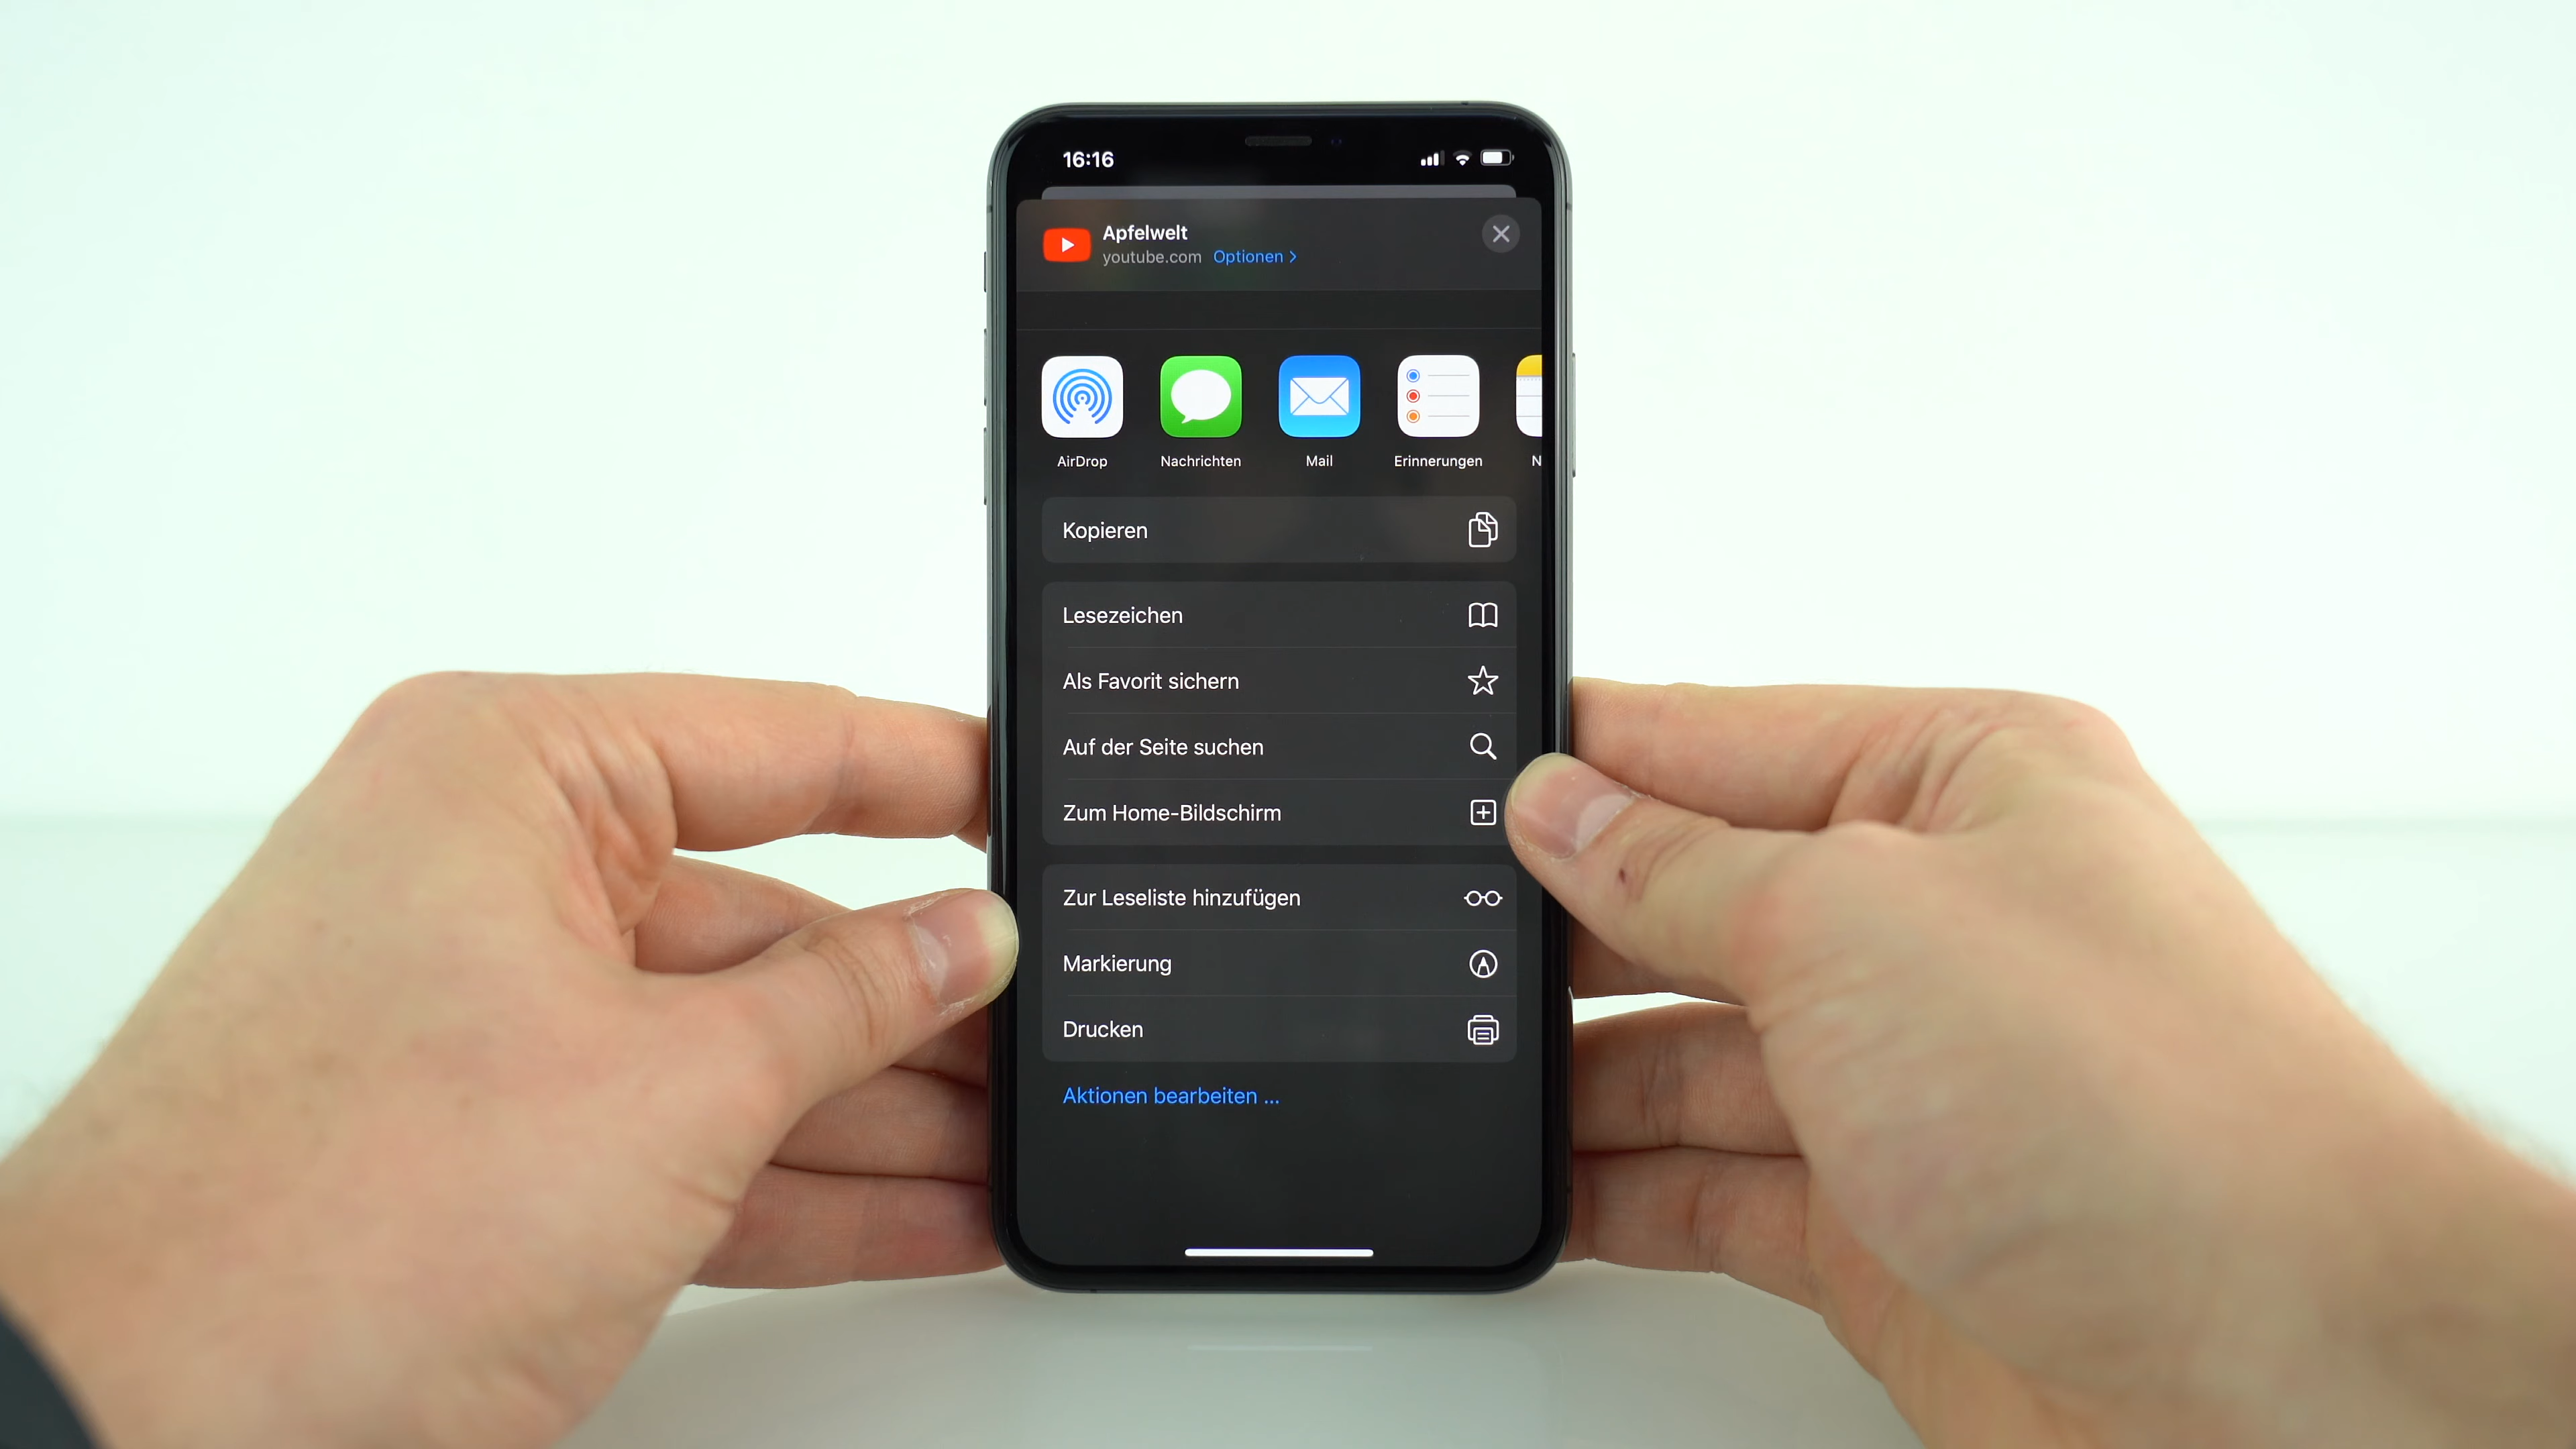 16:16
Apfelwelt
youtube.com Optionen >
AirDrop
Nachrichten
Mail
Erinnerungen
N
Kopieren
Lesezeichen
Als Favorit sichern
Auf der Seite suchen
Zum Home-Bildschirm
Zur Leseliste hinzufügen
Markierung
Drucken
Aktionen bearbeiten ...